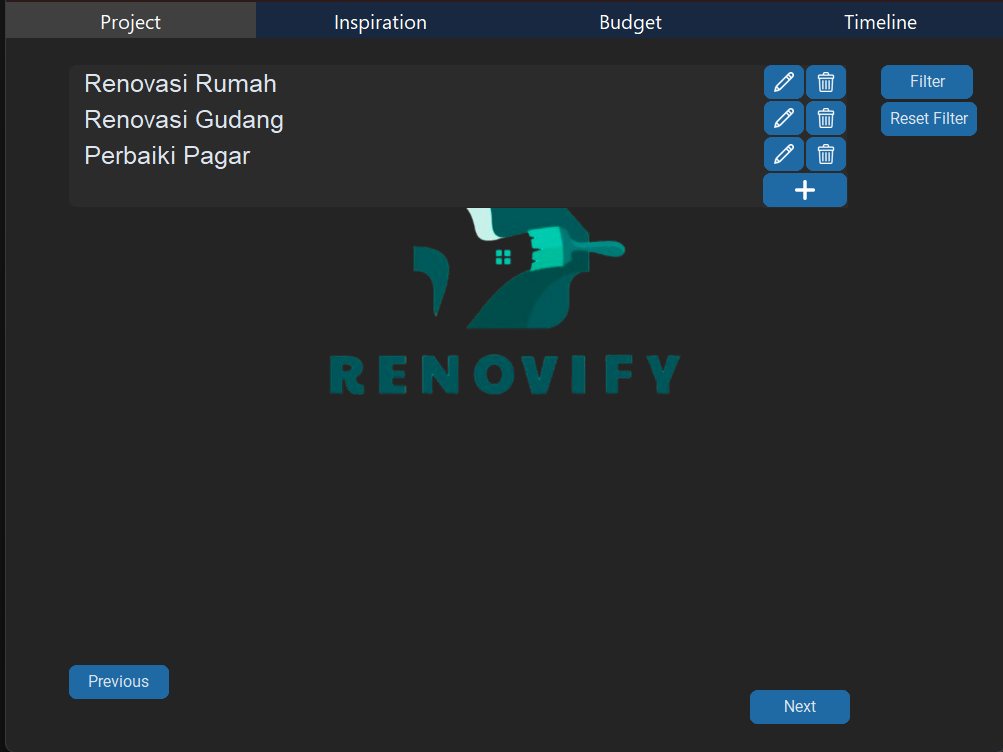 Project Inspiration Budget Timeline
Renovasi Rumah
Filter
Renovasi Gudang
Reset Filter
Perbaiki Pagar
RENOVIFY
Previous
Next